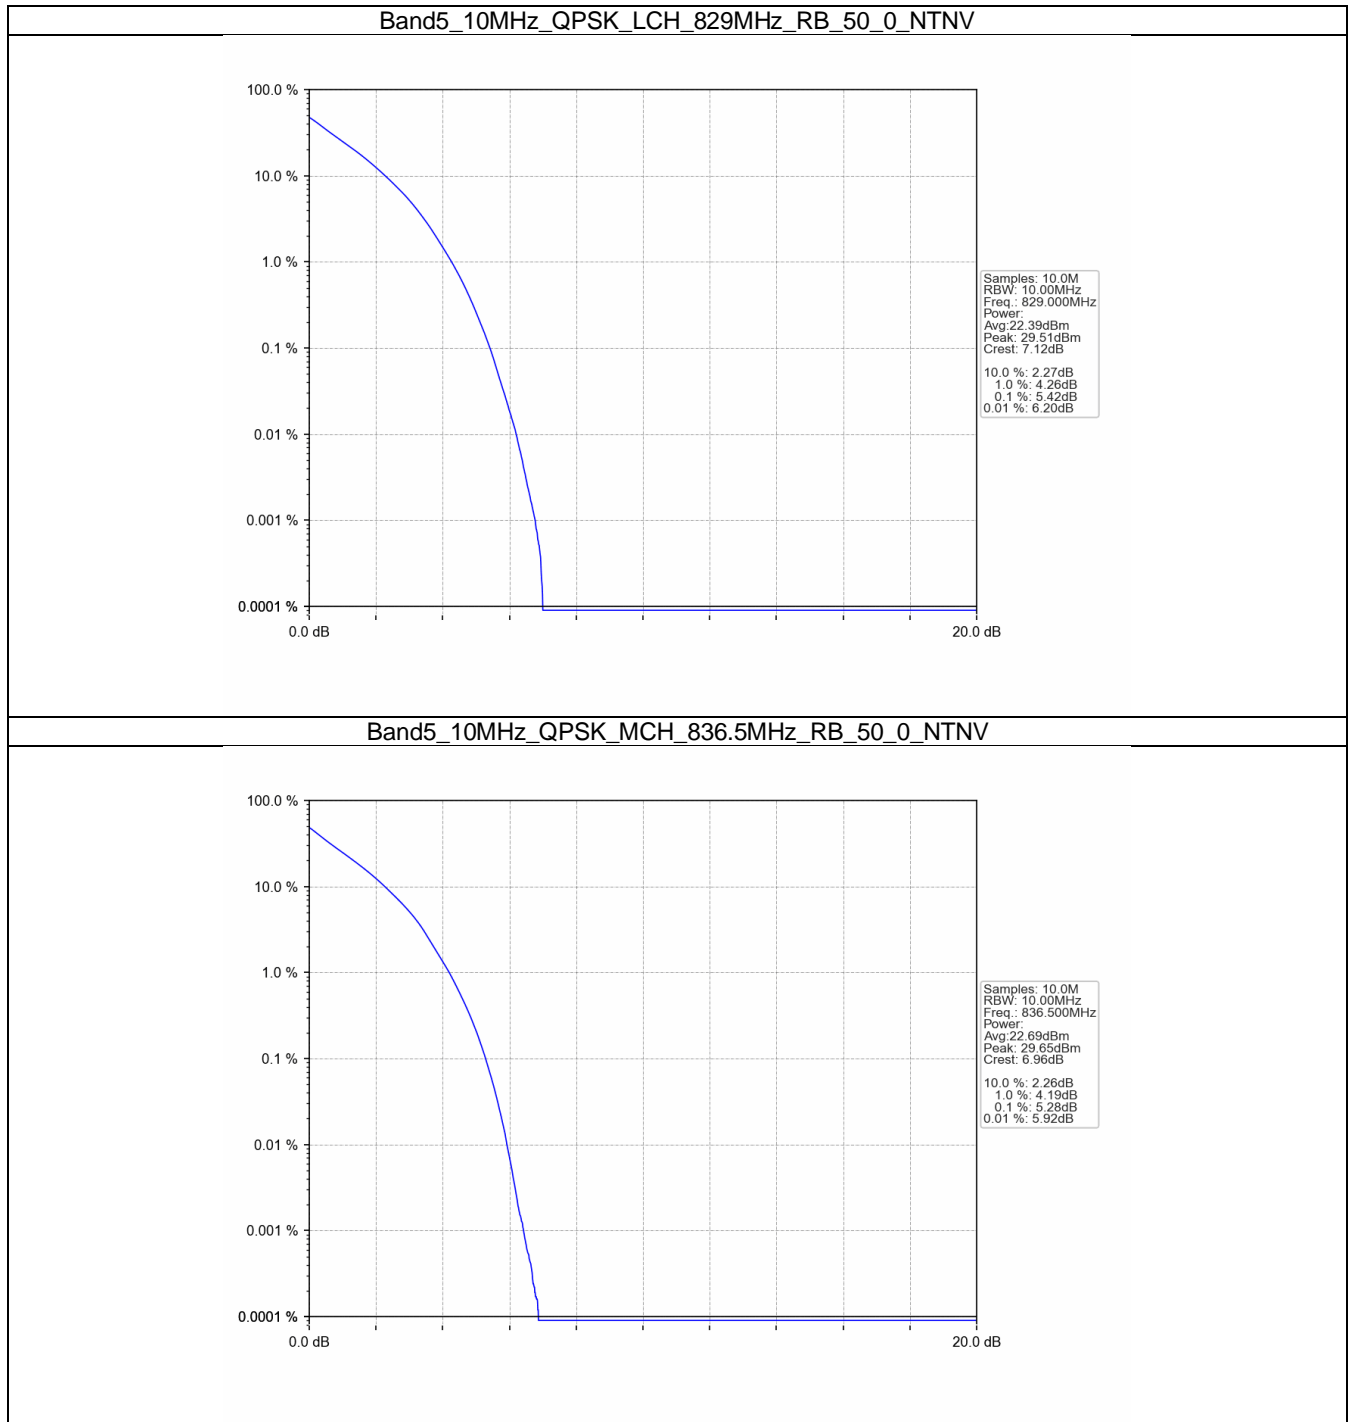 Band5_10MHz_QPSK_LCH_829MHz_RB_50_0_NTNV
100.0 %
10.0 %
1.0 %
0.1 %
0.01 %
0.001 %
0.0001 %
0.0 dB
20.0 dB
Samples: 10.0M
RBW: 10.00MHz
Freq.: 829.000MHz
Power:
Avg:22.39dBm
Peak: 29.51dBm
Crest: 7.12dB
10.0 %: 2.27dB
1.0 %: 4.26dB
0.1 %: 5.42dB
0.01 %: 6.20dB
Band5_10MHz_QPSK_MCH_836.5MHz_RB_50_0_NTNV
100.0 %
10.0 %
1.0 %
0.1 %
0.01 %
0.001 %
0.0001 %
0.0 dB
20.0 dB
Samples: 10.0M
RBW: 10.00MHz
Freq.: 836.500MHz
Power:
Avg:22.69dBm
Peak: 29.65dBm
Crest: 6.96dB
10.0 %: 2.26dB
1.0 %: 4.19dB
0.1 %: 5.28dB
0.01 %: 5.92dB